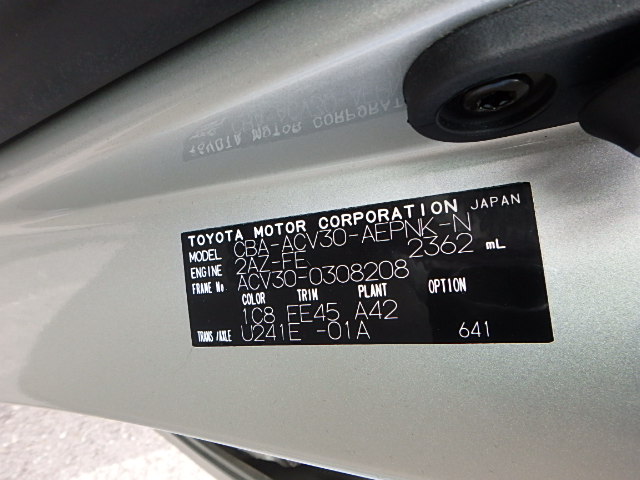 TOYOTA MOTOR CORPORATION JAPAN
MODEL CBA-ACV30-AEPNK-N
ENGINE 2AZ-FE 2362 mL
FRAME No. ACV30-0308208
COLOR TRIM PLANT OPTION
1C8 FE45 A42
TRANS/AXLE U241E -01A 641